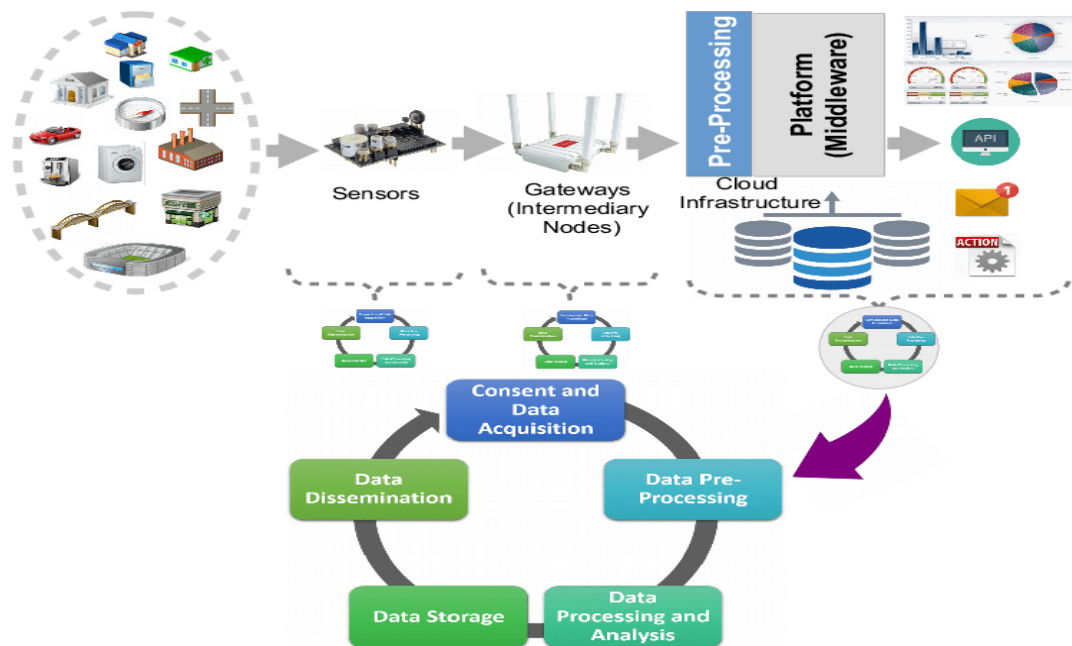 Pre-Processing
Platform
(Middleware)
API
Sensors
Gateways
(Intermediary
Nodes)
Cloud
Infrastructure
1
ACTION
Consent and
Data
Acquisition
Data
Dissemination
Data Pre-
Processing
Data Storage
Data
Processing and
Analysis